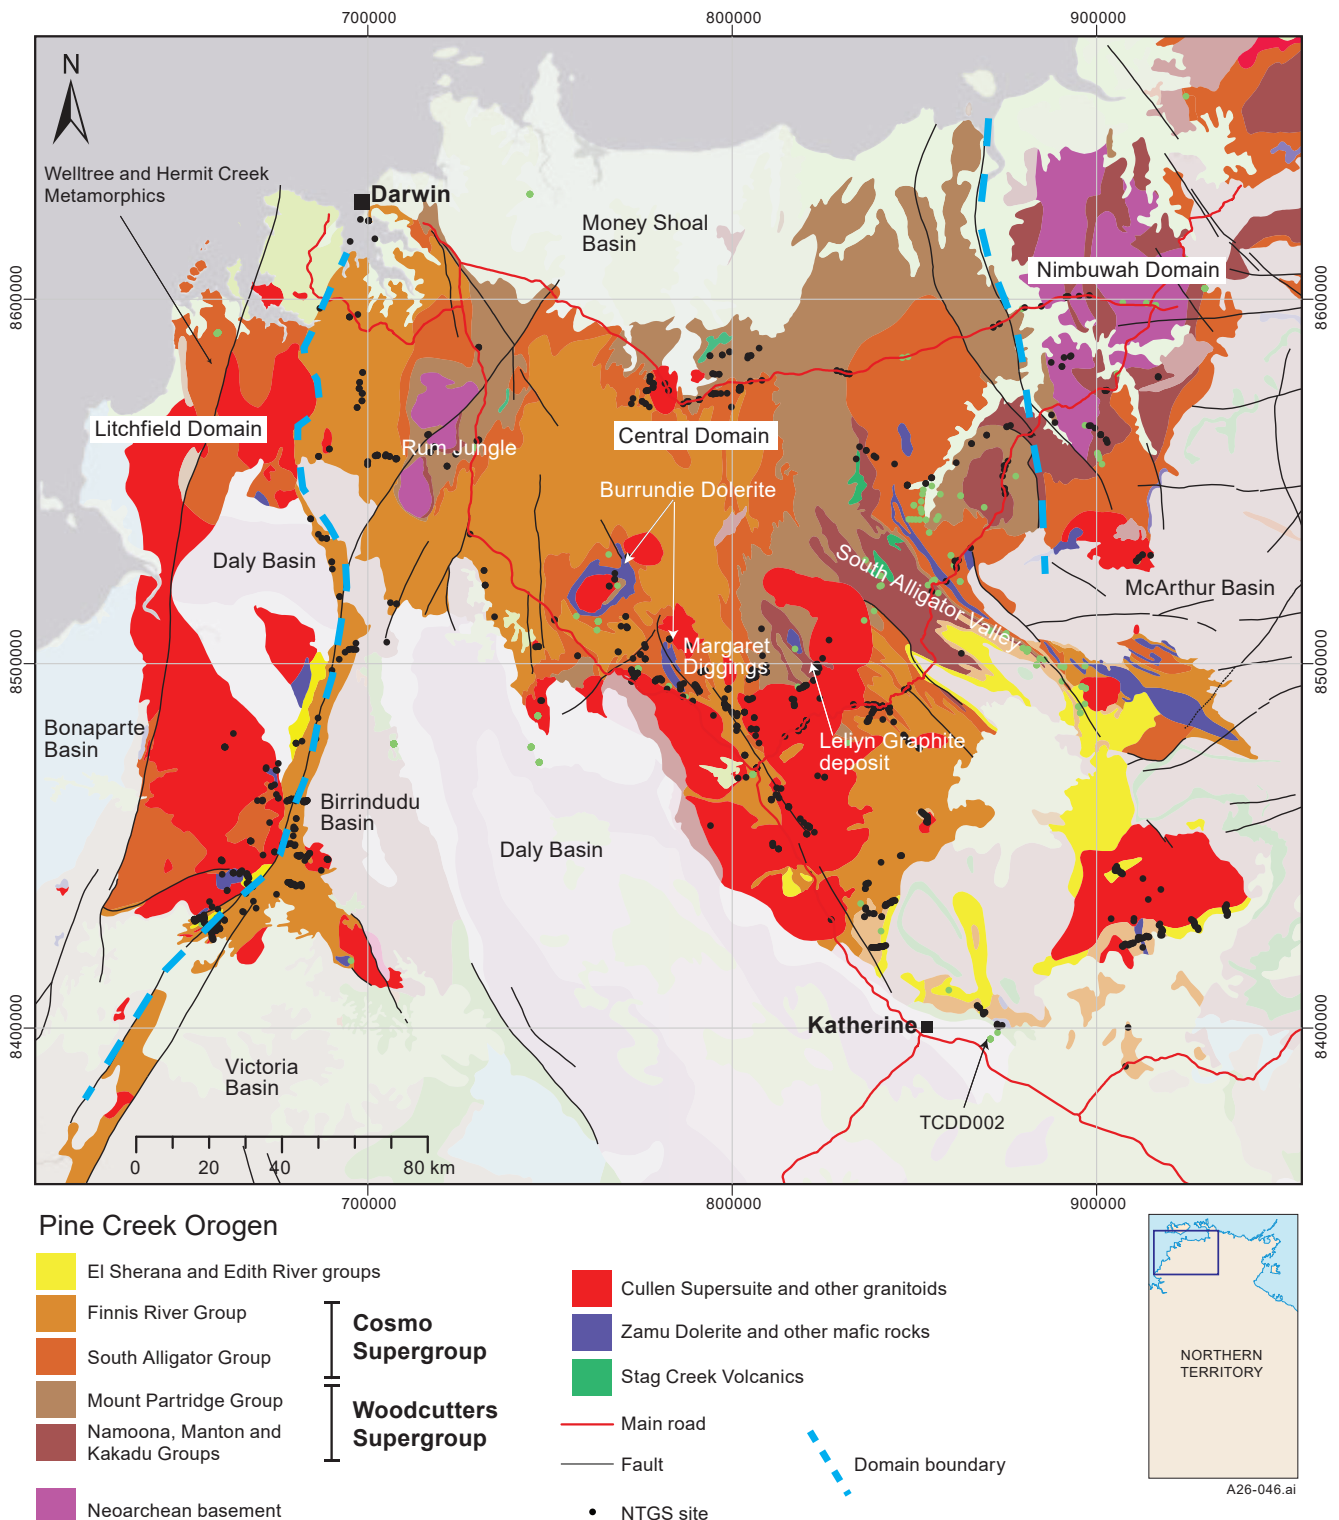 700000
800000
900000
N
Welltree and Hermit Creek
Metamorphics
Darwin
Money Shoal
Basin
Nimbuwah Domain
8600000
8600000
Litchfield Domain
Rum Jungle
Central Domain
Burrundie Dolerite
Daly Basin
South Alligator Valley
McArthur Basin
Margaret
Diggings
8500000
8500000
Bonaparte
Basin
Leliyn Graphite
deposit
Birrindudu
Basin
Daly Basin
Katherine
8400000
8400000
Victoria
Basin
TCDD002
0
20
40
80 km
700000
800000
900000
Pine Creek Orogen
El Sherana and Edith River groups
Finnis River Group
South Alligator Group
Cosmo
Supergroup
Mount Partridge Group
Namoona, Manton and
Kakadu Groups
Woodcutters
Supergroup
Neoarchean basement
Cullen Supersuite and other granitoids
Zamu Dolerite and other mafic rocks
Stag Creek Volcanics
Main road
Fault
NTGS site
Domain boundary
NORTHERN
TERRITORY
A26-046.ai